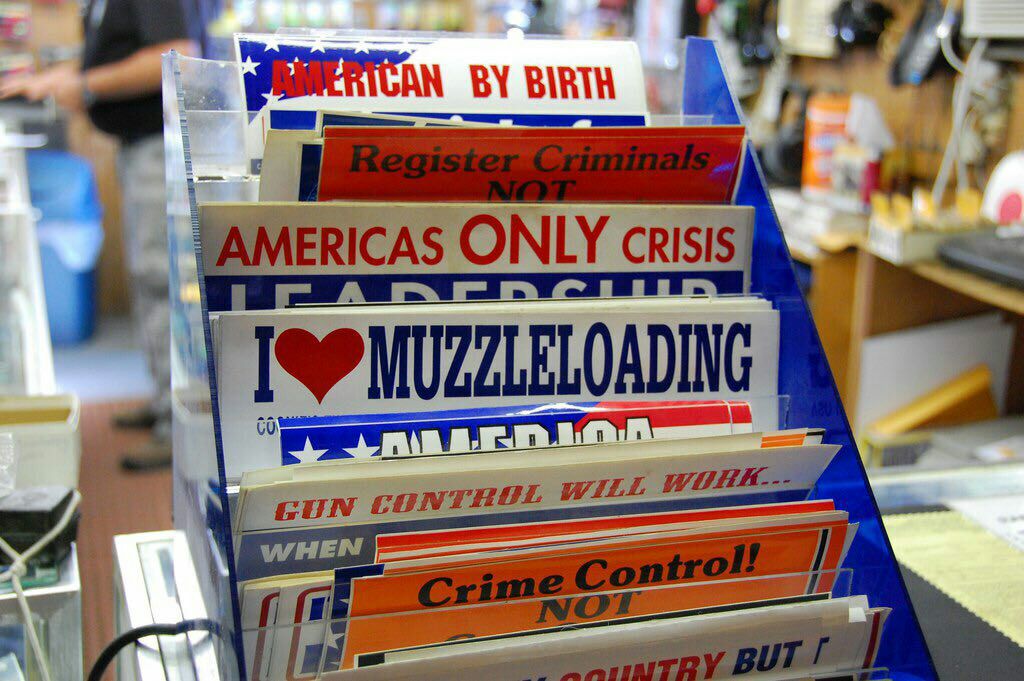 AMERICAN BY BIRTH
Register Criminals
NOT
AMERICAS ONLY CRISIS
LEADERSHIP
I ❤ MUZZLELOADING
AMERICA
GUN CONTROL WILL WORK...
WHEN
Crime Control!
NOT
COUNTRY BUT